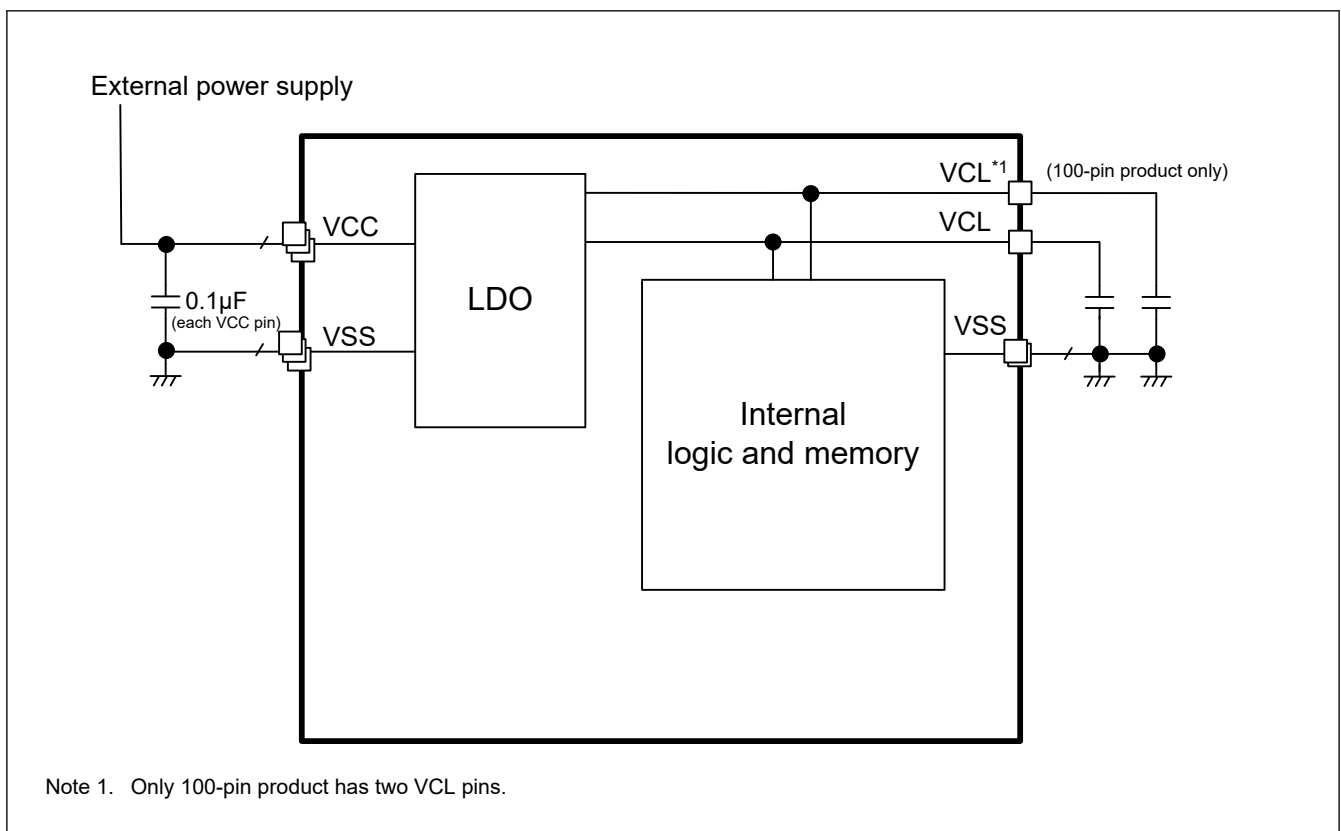 External power supply
VCL*1
(100-pin product only)
VCC
VCL
LDO
0.1µF
(each VCC pin)
VSS
VSS
Internal
logic and memory
Note 1. Only 100-pin product has two VCL pins.